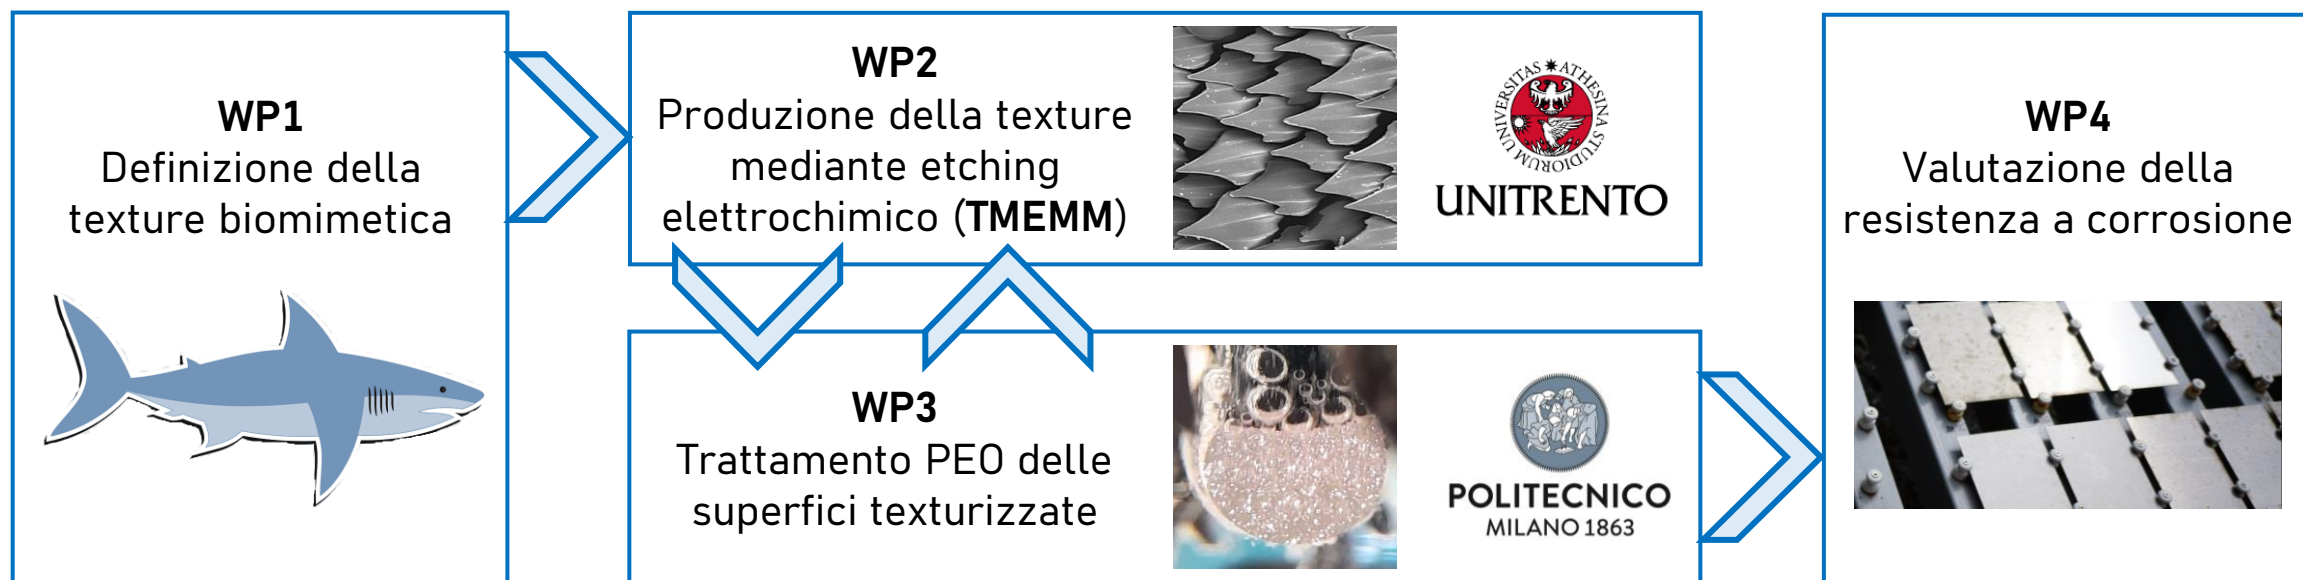 WP1
Definizione della
texture biomimetica
WP2
Produzione della texture
mediante etching
elettrochimico (TMEMM)
UNIVERSITAS ATHESINA STUDIORUM
UNITRENTO
WP3
Trattamento PEO delle
superfici texturizzate
POLITECNICO
MILANO 1863
WP4
Valutazione della
resistenza a corrosione